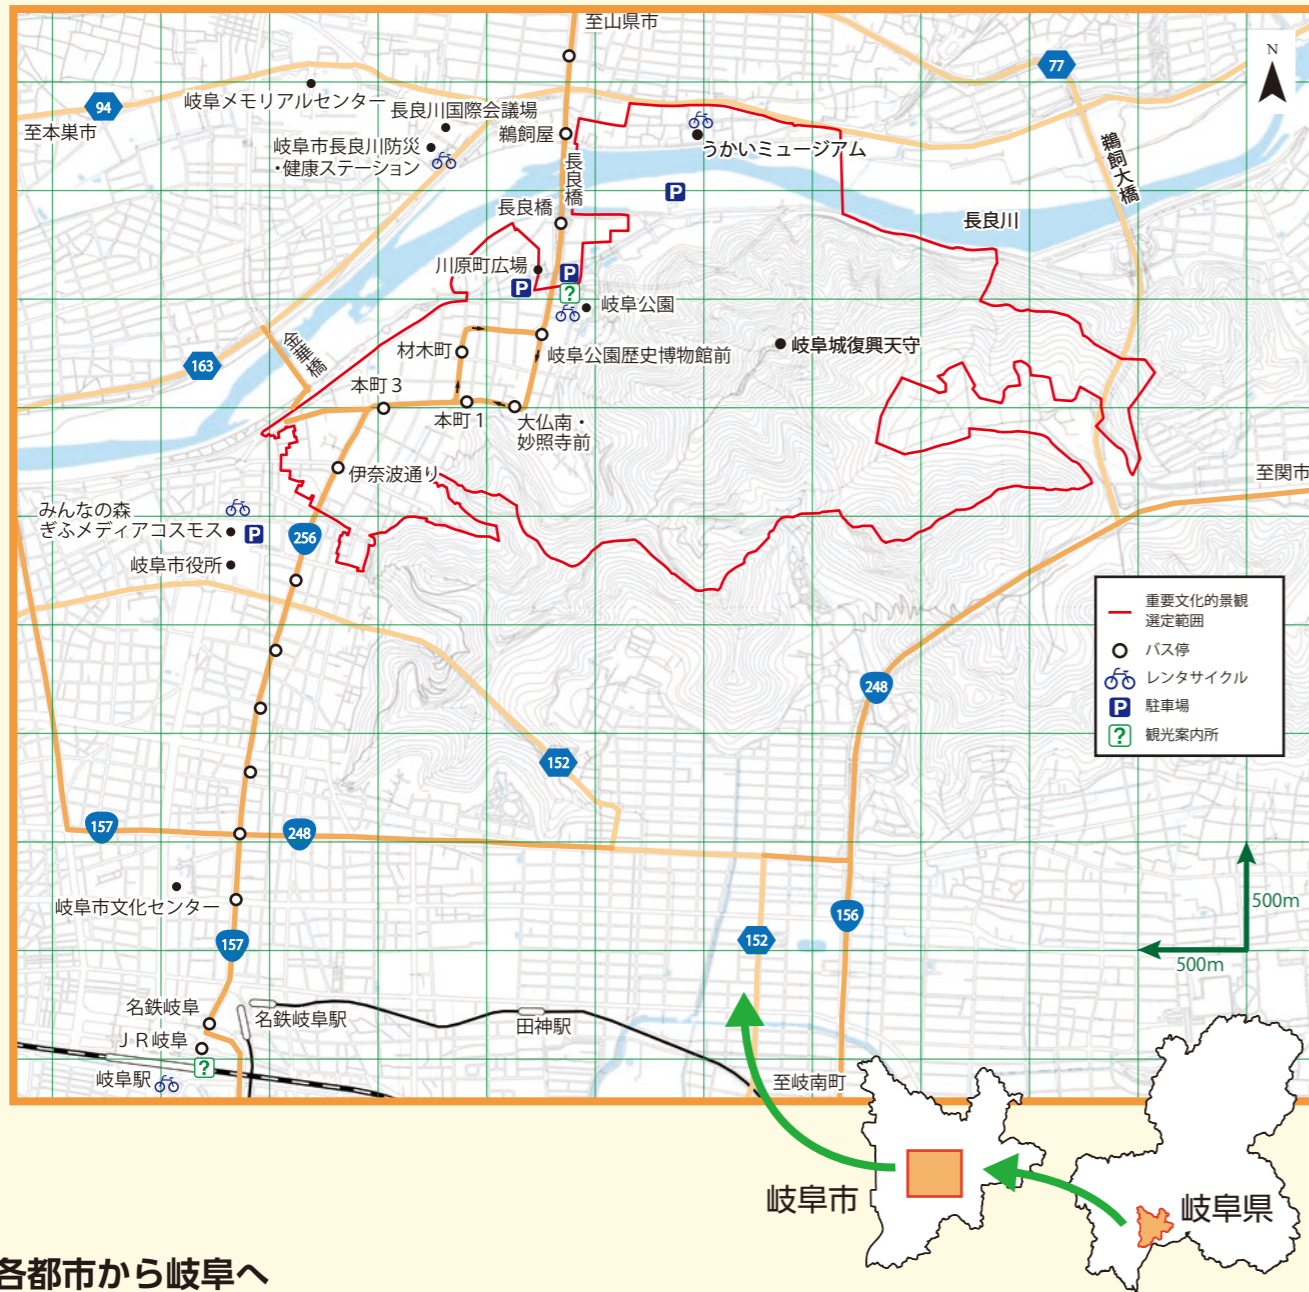 至山県市
N
77
94
岐阜メモリアルセンター
長良川国際会議場
至本巣市
鵜飼屋
岐阜市長良川防災
・健康ステーション
うかいミュージアム
長良橋
鵜飼大橋
P
長良橋
長良川
川原町広場
P
P
?
岐阜公園
金華橋
材木町
岐阜公園歴史博物館前
岐阜城復興天守
163
本町3
本町1
大仏南・
妙照寺前
伊奈波通り
至関市
みんなの森
ぎふメディアコスモス
P
256
岐阜市役所
重要文化的景観
選定範囲
バス停
レンタサイクル
P
駐車場
?
観光案内所
248
152
157
248
岐阜市文化センター
157
152
156
500m
500m
名鉄岐阜
名鉄岐阜駅
田神駅
JR岐阜
?
岐阜駅
至岐南町
岐阜市
岐阜県
各都市から岐阜へ